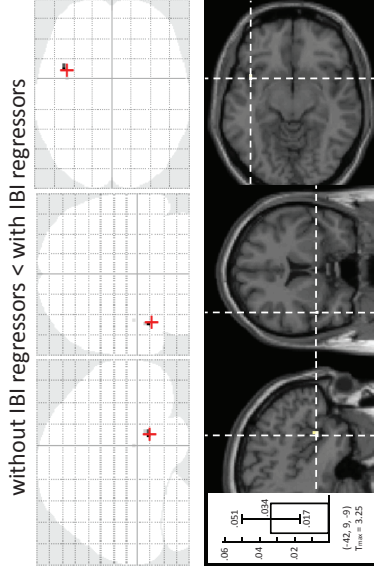 without IBI regressors < with IBI regressors
.06
.04
.02
.051
.034
.017
(-42, 9, -9)
Tmax = 3.25